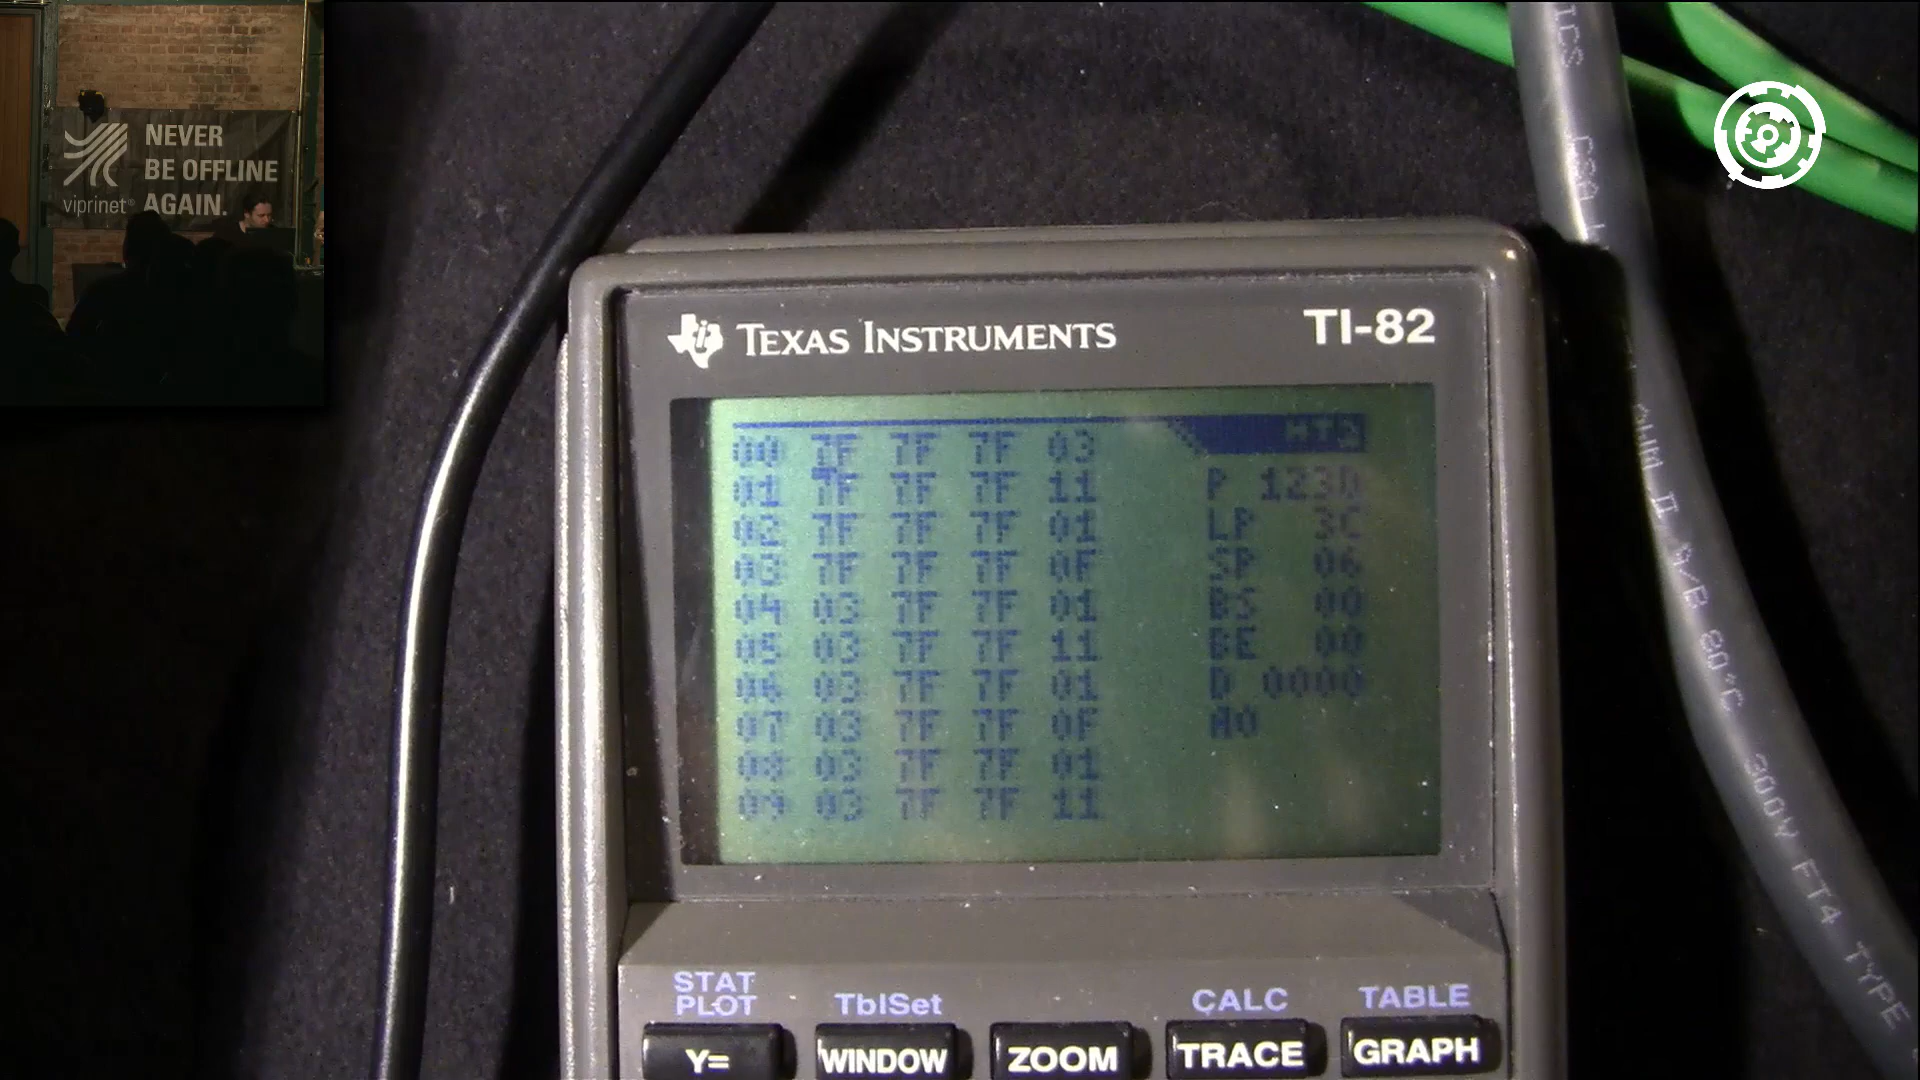 NEVER
BE OFFLINE
AGAIN.
viprinet®
TEXAS INSTRUMENTS
TI-82
00 7F 7F 7F 03
01 7F 7F 7F 11 P 123D
02 7F 7F 7F 01 LP 3C
03 7F 7F 7F 0F SP 06
04 03 7F 7F 01 BS 00
05 03 7F 7F 11 BE 00
06 03 7F 7F 01 D 0000
07 03 7F 7F 0F
08 03 7F 7F 01
09 03 7F 7F 11
STAT
PLOT
TblSet
CALC
TABLE
Y=
WINDOW
ZOOM
TRACE
GRAPH
80°C 300V FT4 TYPE